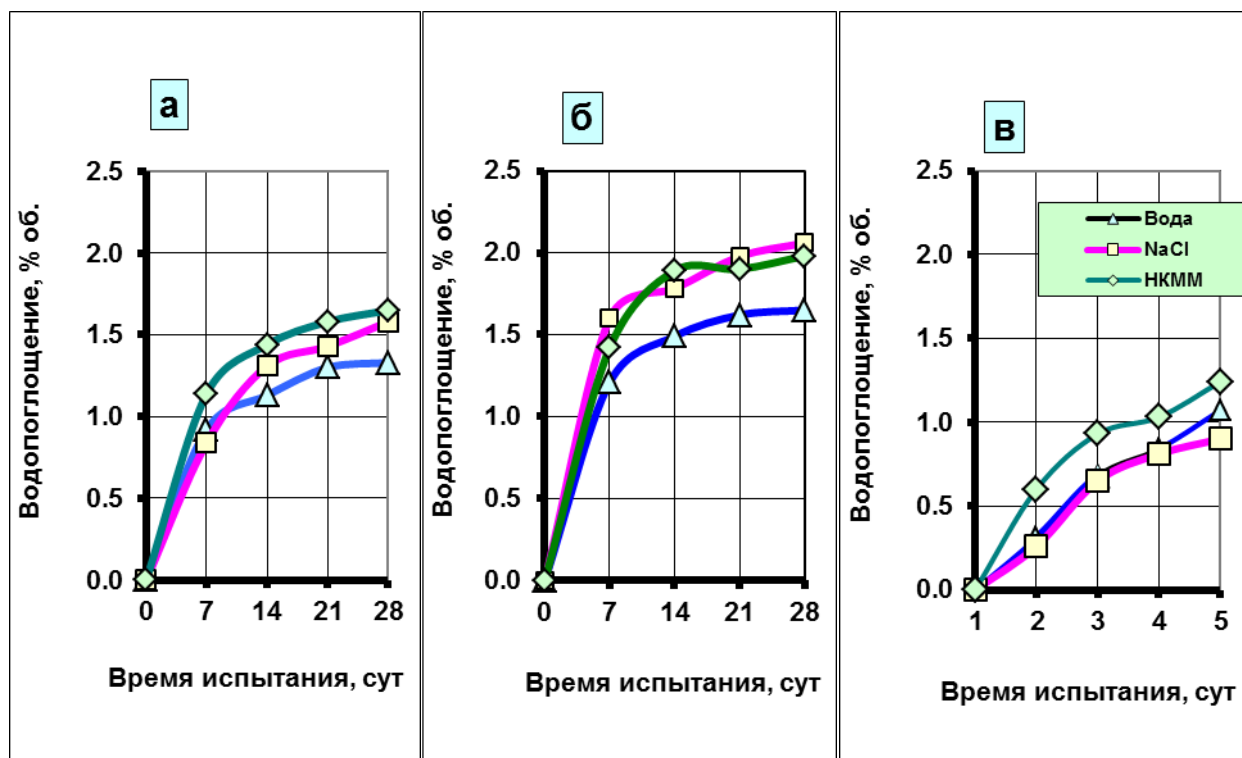 а
Водопоглощение, % об.
2.5
2.0
1.5
1.0
0.5
0.0
0 7 14 21 28
Время испытания, сут
б
Водопоглощение, % об.
2.5
2.0
1.5
1.0
0.5
0.0
0 7 14 21 28
Время испытания, сут
в
Водопоглощение, % об.
2.5
2.0
1.5
1.0
0.5
0.0
Вода
NaCl
НКММ
1 2 3 4 5
Время испытания, сут